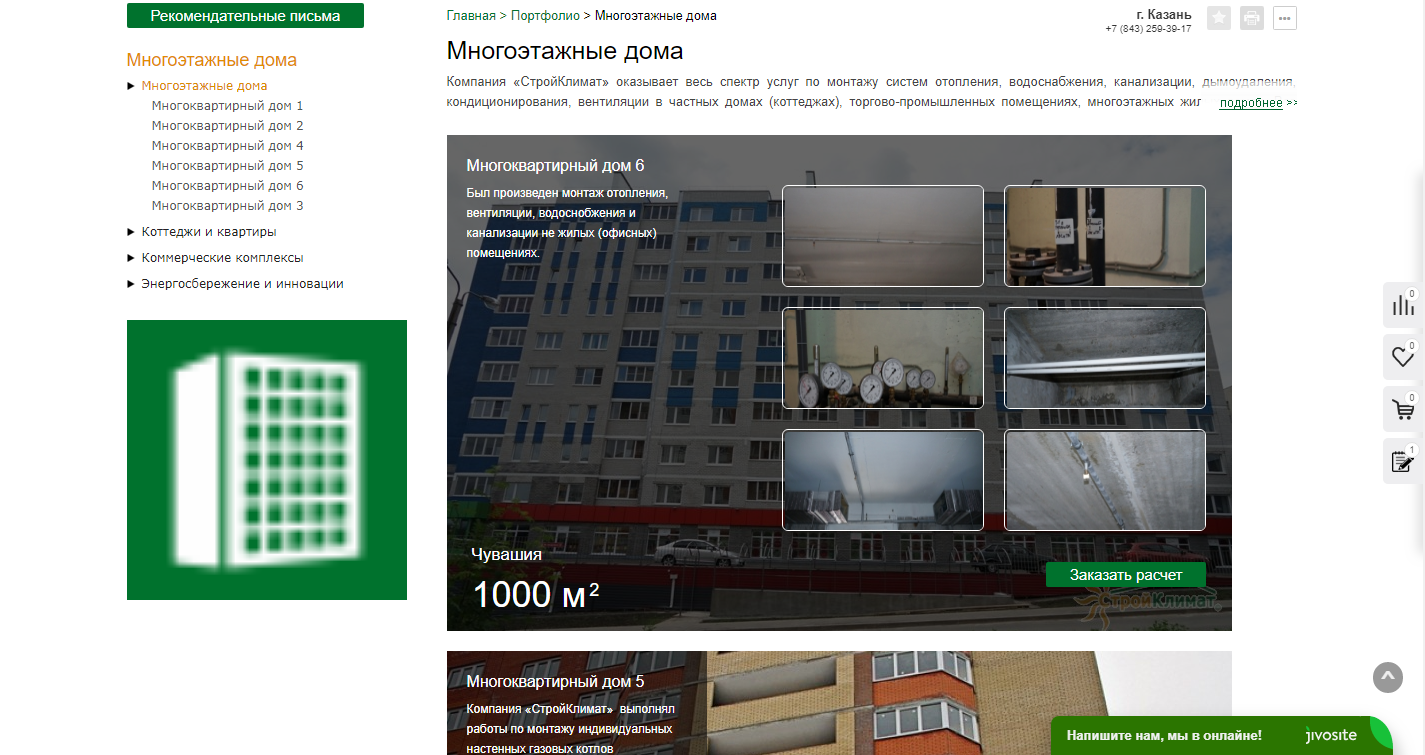 Рекомендательные письма
Многоэтажные дома
Многоэтажные дома
Многоквартирный дом 1
Многоквартирный дом 2
Многоквартирный дом 4
Многоквартирный дом 5
Многоквартирный дом 6
Многоквартирный дом 3
Коттеджи и квартиры
Коммерческие комплексы
Энергосбережение и инновации
Главная > Портфолио > Многоэтажные дома
г. Казань
+7 (843) 259-39-17
Многоэтажные дома
Компания «СтройКлимат» оказывает весь спектр услуг по монтажу систем отопления, водоснабжения, канализации, дымоудаления,
кондиционирования, вентиляции в частных домах (коттеджах), торгово-промышленных помещениях, многоэтажных жил подробнее >>
Многоквартирный дом 6
Был произведен монтаж отопления,
вентиляции, водоснобжения и
канализации не жилых (офисных)
помещениях.
Чувашия
1000 м²
Заказать расчет
СтройКлимат
Многоквартирный дом 5
Компания «СтройКлимат» выполнял
работы по монтажу индивидуальных
настенных газовых котлов
0
0
0
1
Напишите нам, мы в онлайне!
jivosite